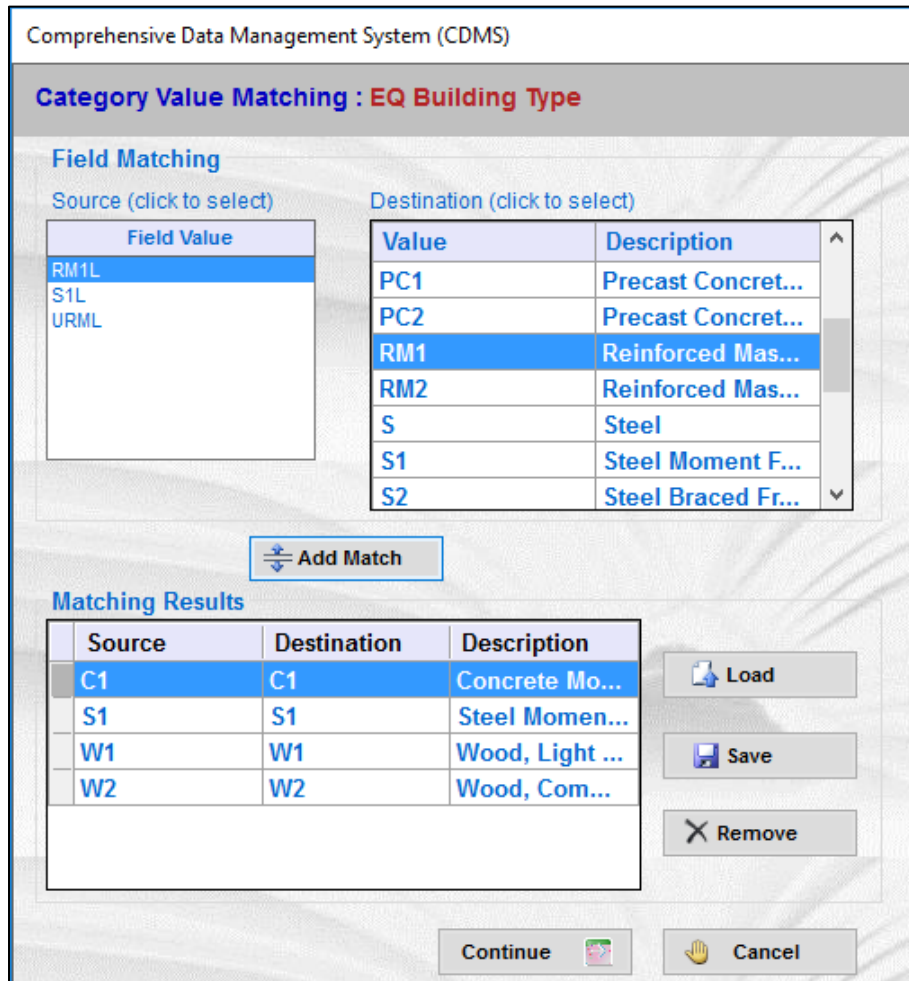 Comprehensive Data Management System (CDMS)
Category Value Matching : EQ Building Type
Field Matching
Source (click to select)
Field Value
RM1L
S1L
URML
Destination (click to select)
Value Description
PC1 Precast Concret...
PC2 Precast Concret...
RM1 Reinforced Mas...
RM2 Reinforced Mas...
S Steel
S1 Steel Moment F...
S2 Steel Braced Fr...
Add Match
Matching Results
Source Destination Description
C1 C1 Concrete Mo...
S1 S1 Steel Momen...
W1 W1 Wood, Light ...
W2 W2 Wood, Com...
Load
Save
Remove
Continue
Cancel